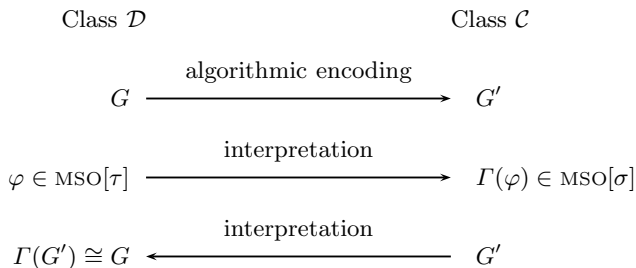 Class 𝒟 Class 𝒞
algorithmic encoding
G G′
interpretation
φ ∈ MSO[τ] Γ(φ) ∈ MSO[σ]
interpretation
Γ(G′) ≅ G G′